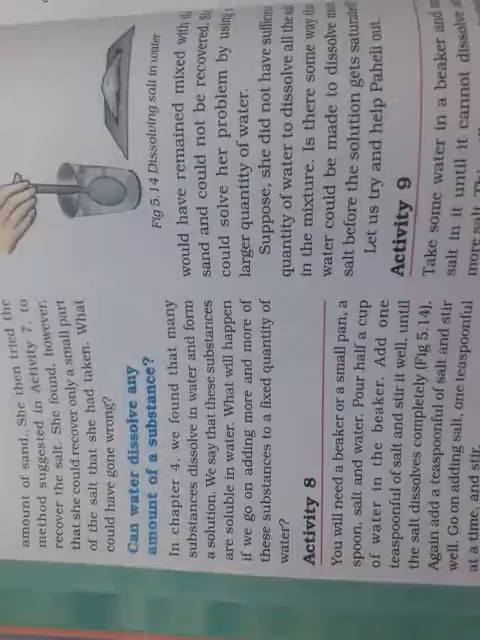 amount of sand. She then tried the
method suggested in Activity 7, to
recover the salt. She found, however,
that she could recover only a small part
of the salt that she had taken. What
could have gone wrong?
Can water dissolve any
amount of a substance?
In chapter 4, we found that many
substances dissolve in water and form
a solution. We say that these substances
are soluble in water. What will happen
if we go on adding more and more of
these substances to a fixed quantity of
water?
Activity 8
You will need a beaker or a small pan, a
spoon, salt and water. Pour half a cup
of water in the beaker. Add one
teaspoonful of salt and stir it well, until
the salt dissolves completely (Fig 5.14).
Again add a teaspoonful of salt and stir
well. Go on adding salt, one teaspoonful
at a time, and stir.
Fig 5.14 Dissolving salt in water
would have remained mixed with
sand and could not be recovered.
could solve her problem by using
larger quantity of water.
Suppose, she did not have
quantity of water to dissolve all the
in the mixture. Is there some way
water could be made to dissolve
salt before the solution gets
Let us try and help Paheli out.
Activity 9
Take some water in a beaker and
salt in it until it cannot dissolve
more salt.